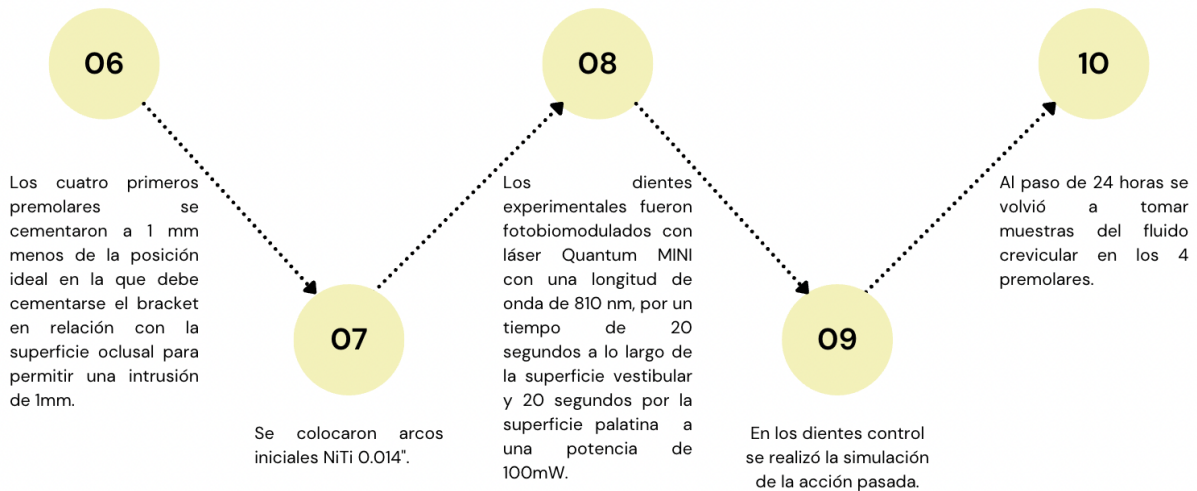 06
Los cuatro primeros
premolares se
cementaron a 1 mm
menos de la posición
ideal en la que debe
cementarse el bracket
en relación con la
superficie oclusal para
permitir una intrusión
de 1mm.
07
Se colocaron arcos
iniciales NiTi 0.014".
08
Los dientes
experimentales fueron
fotobiomodulados con
láser Quantum MINI
con una longitud de
onda de 810 nm, por un
tiempo de 20
segundos a lo largo de
la superficie vestibular
y 20 segundos por la
superficie palatina a
una potencia de
100mW.
09
En los dientes control
se realizó la simulación
de la acción pasada.
10
Al paso de 24 horas se
volvió a tomar
muestras del fluido
crevicular en los 4
premolares.